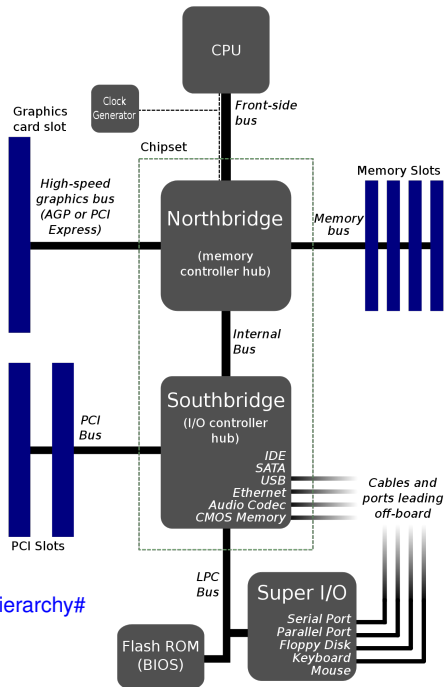 CPU
Clock
Generator
Front-side
bus
Graphics
card slot
Chipset
High-speed
graphics bus
(AGP or PCI
Express)
Northbridge
(memory
controller hub)
Memory
bus
Memory Slots
Internal
Bus
PCI
Bus
Southbridge
(I/O controller
hub)
IDE
SATA
USB
Ethernet
Audio Codec
CMOS Memory
Cables and
ports leading
off-board
PCI Slots
LPC
Bus
Super I/O
Serial Port
Parallel Port
Floppy Disk
Keyboard
Mouse
ierarchy#
Flash ROM
(BIOS)